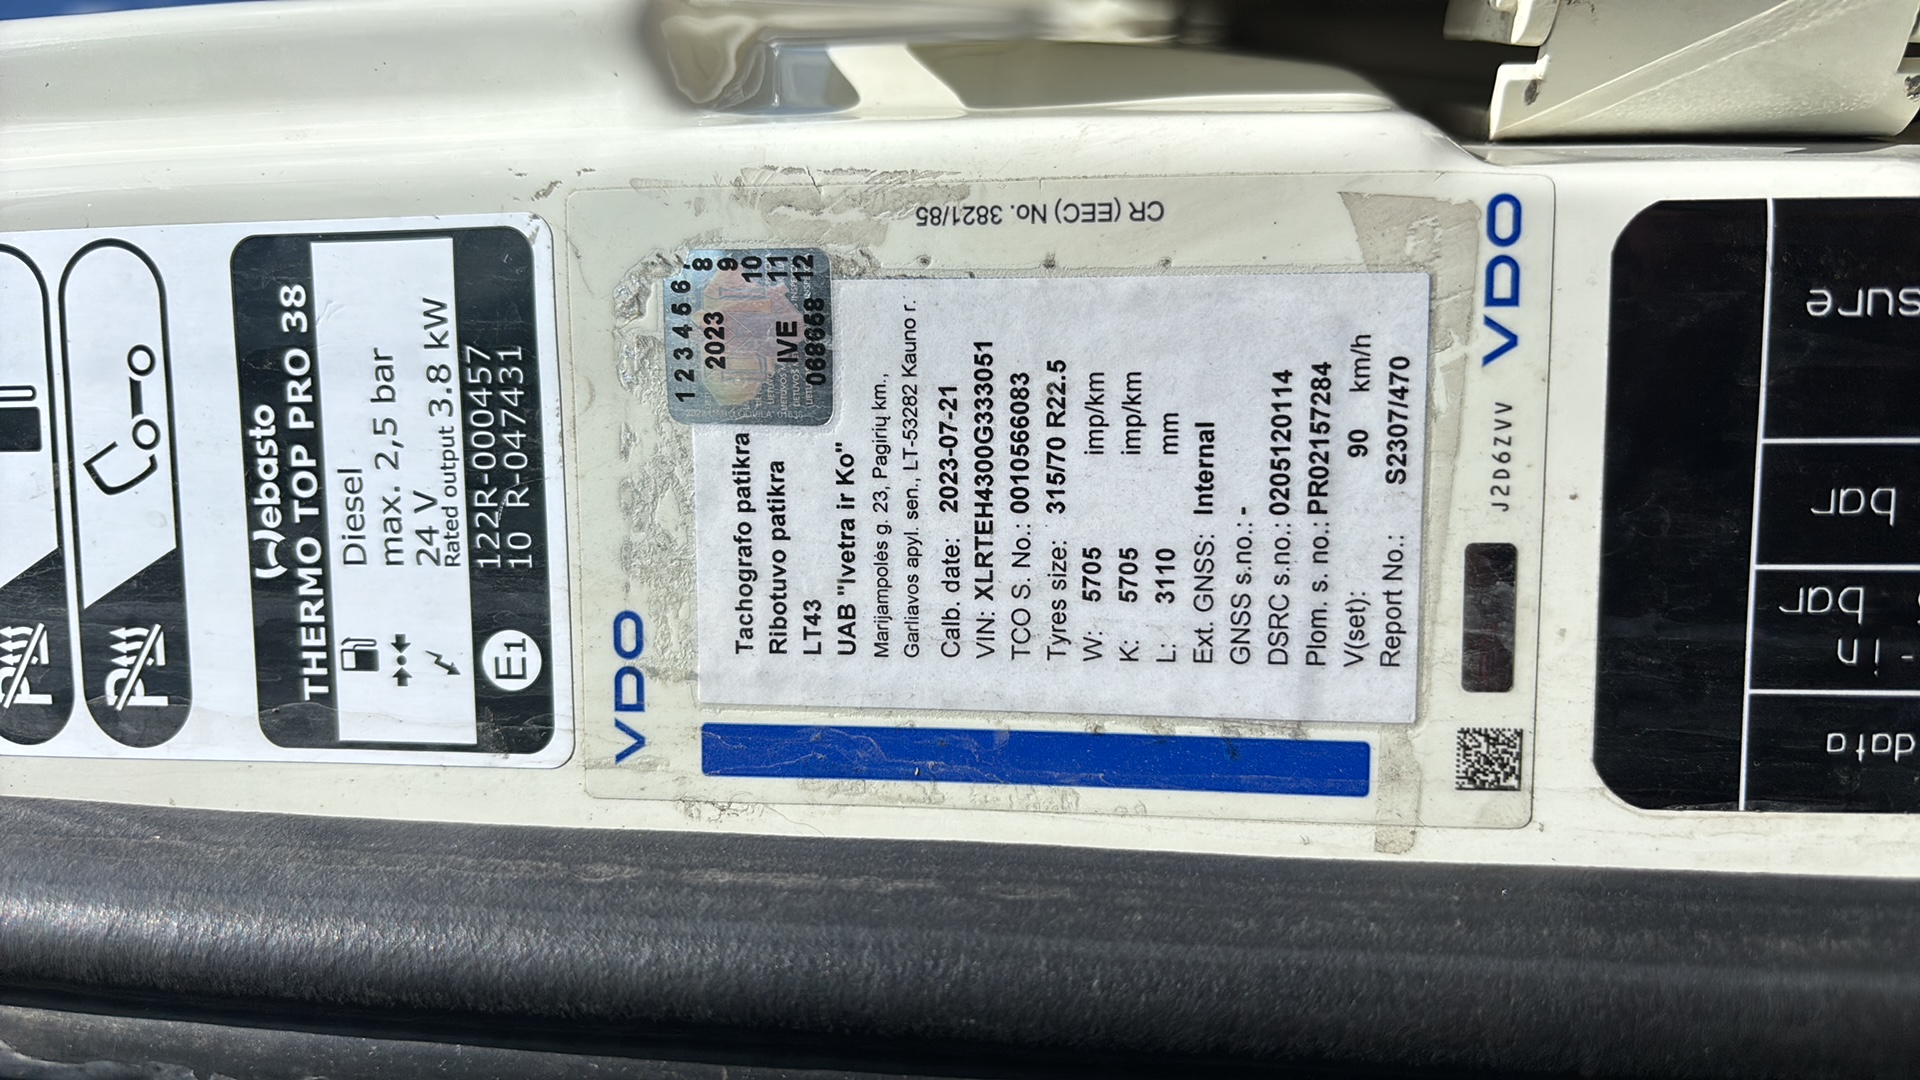 Webasto
THERMO TOP PRO 38
Diesel
max. 2,5 bar
24 V
Rated output 3.8 kW
122R-000457
10 R-047431
E1
VDO
CR (EEC) No. 3821/85
1 2 3 4 5 6 7 8 9 10 11 12
2023
IVE
068658
Tachografo patikra
Ribotuvo patikra
LT43
UAB "Ivetra ir Ko"
Marijampolės g. 23, Pagirių km.,
Garliavos apyl. sen., LT-53282 Kauno r.
Calb. date: 2023-07-21
VIN: XLRTEH4300G333051
TCO S. No.: 0010566083
Tyres size: 315/70 R22.5
W: 5705 imp/km
K: 5705 imp/km
L: 3110 mm
Ext. GNSS: Internal
GNSS s.no.: -
DSRC s.no.: 0205120114
Plom. s. no.: PR02157284
V(set): 90 km/h
Report No.: S2307/470
VDO
J2D6ZVV
sure
bar
bar
in
data